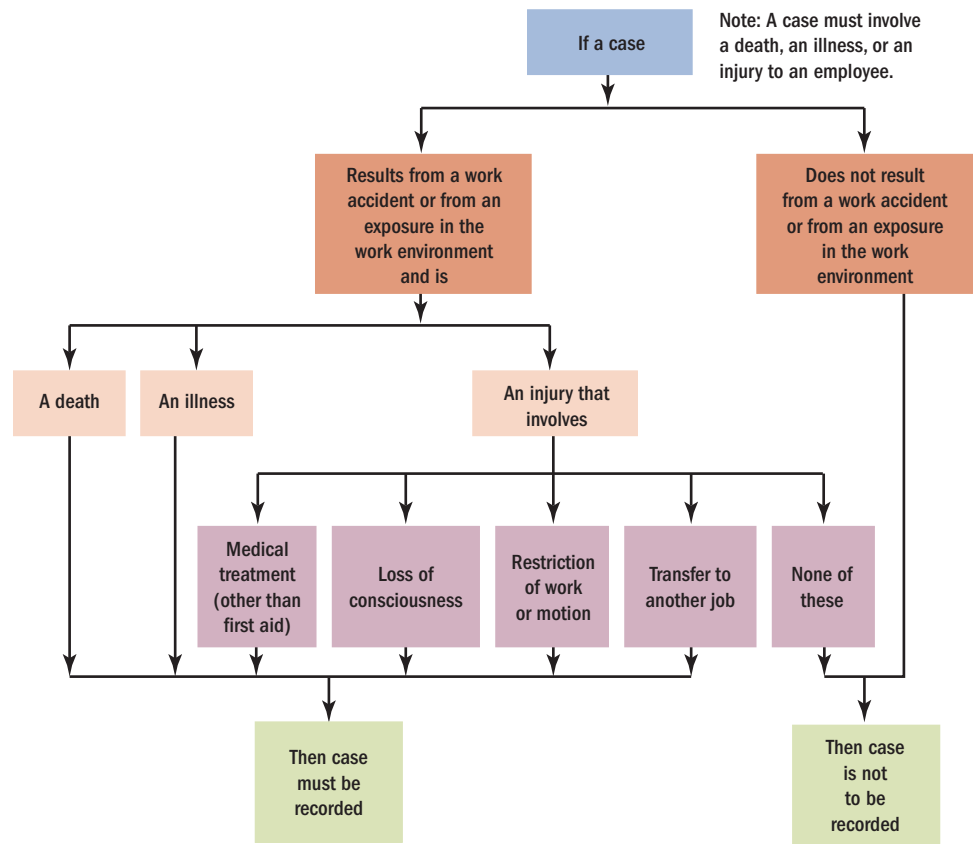 If a case
Note: A case must involve
a death, an illness, or an
injury to an employee.
Results from a work
accident or from an
exposure in the
work environment
and is
Does not result
from a work accident
or from an exposure
in the work
environment
A death
An illness
An injury that
involves
Medical
treatment
(other than
first aid)
Loss of
consciousness
Restriction
of work
or motion
Transfer to
another job
None of
these
Then case
must be
recorded
Then case
is not
to be
recorded